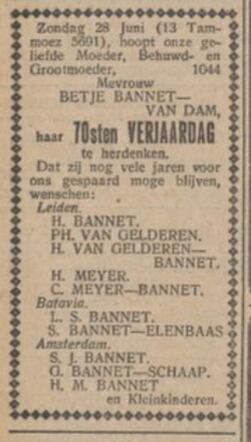 Zondag 28 Juni (13 Tam-
moez 5691), hoopt onze ge-
liefde Moeder, Behuwd- en
Grootmoeder, 1044
Mevrouw
BETJE BANNET—
VAN DAM,
haar 70sten VERJAARDAG
te herdenken.
Dat zij nog vele jaren voor
ons gespaard moge blijven,
wenschen:
Leiden.
H. BANNET.
PH. VAN GELDEREN.
H. VAN GELDEREN—
BANNET.
H. MEYER.
C. MEYER—BANNET.
Batavia.
L. S. BANNET.
S. BANNET—ELENBAAS
Amsterdam.
S. J. BANNET.
G. BANNET—SCHAAP.
H. M. BANNET
en Kleinkinderen.